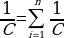 1/C = ∑_{i=1}^{n} 1/C